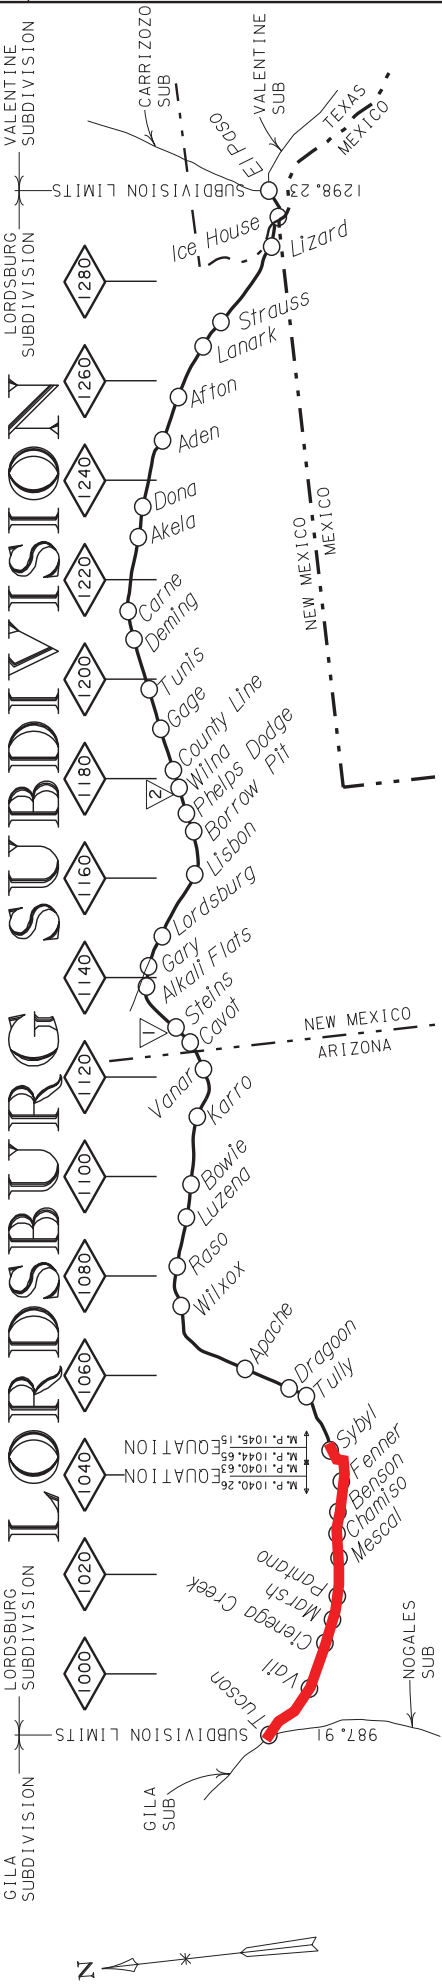 LORDSBURG SUBDIVISION
GILA
SUBDIVISION
LORDSBURG
SUBDIVISION
LORDSBURG
SUBDIVISION
VALENTINE
SUBDIVISION
1000
1020
1040
1060
1080
1100
1120
1140
1160
1180
1200
1220
1240
1260
1280
SUBDIVISION LIMITS
987.91
SUBDIVISION LIMITS
1298.23
EQUATION
M.P. 1040.26
M.P. 1040.63
EQUATION
M.P. 1044.65
M.P. 1045.15
N
GILA
SUB
NOGALES
SUB
Tucson
Vail
Cienega Creek
Marsh
Pantano
Mescal
Chamiso
Benson
Fenner
Sybyl
Tully
Dragoon
Apache
Wilxox
Raso
Luzena
Bowie
Karro
Vanar
Cavot
Steins
1
Alkali Flats
Gary
Lordsburg
Lisbon
Borrow Pit
Phelps Dodge
2
Wilna
County Line
Gage
Tunis
Deming
Carne
Akela
Dona
Aden
Afton
Lanark
Strauss
Lizard
Ice House
El Paso
CARRIZOZO
SUB
VALENTINE
SUB
TEXAS
MEXICO
NEW MEXICO
MEXICO
NEW MEXICO
ARIZONA